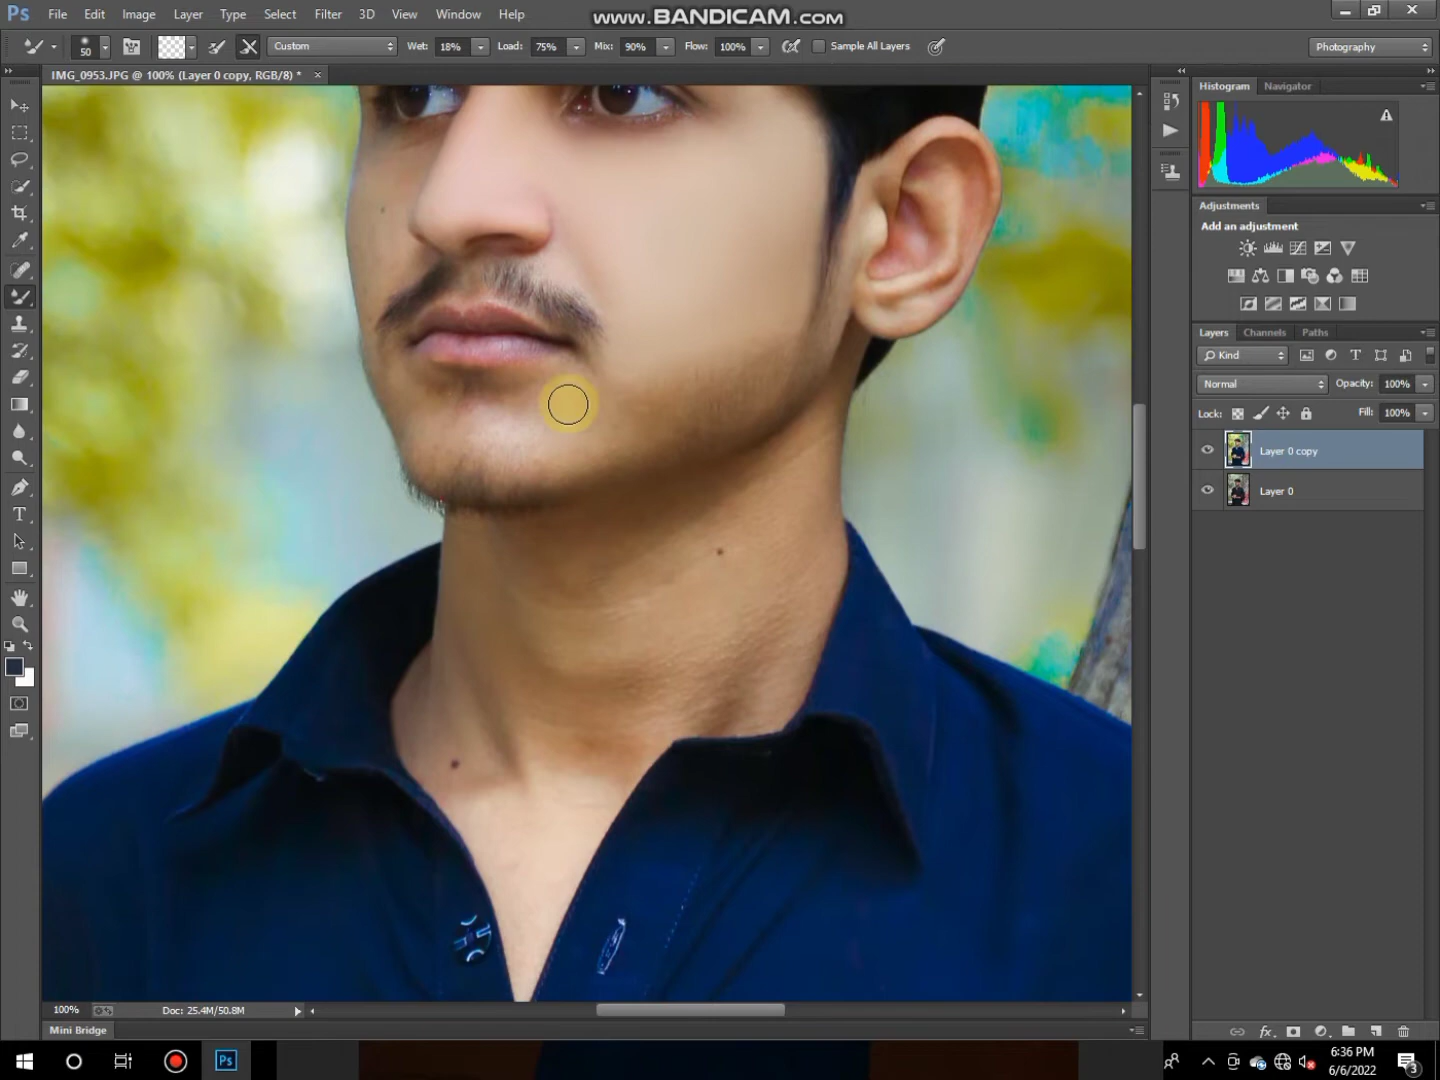 www.BANDICAM.com
Ps File Edit Image Layer Type Select Filter 3D View Window Help
50 Custom Wet: 18% Load: 75% Mix: 90% Flow: 100% Sample All Layers Photography
IMG_0953.JPG @ 100% (Layer 0 copy, RGB/8) *
Histogram Navigator
Adjustments
Add an adjustment
Layers Channels Paths
Kind
Normal Opacity: 100%
Lock: Fill: 100%
Layer 0 copy
Layer 0
T
100% Doc: 25.4M/50.8M
fx
Mini Bridge
Ps
6:36 PM
6/6/2022
3